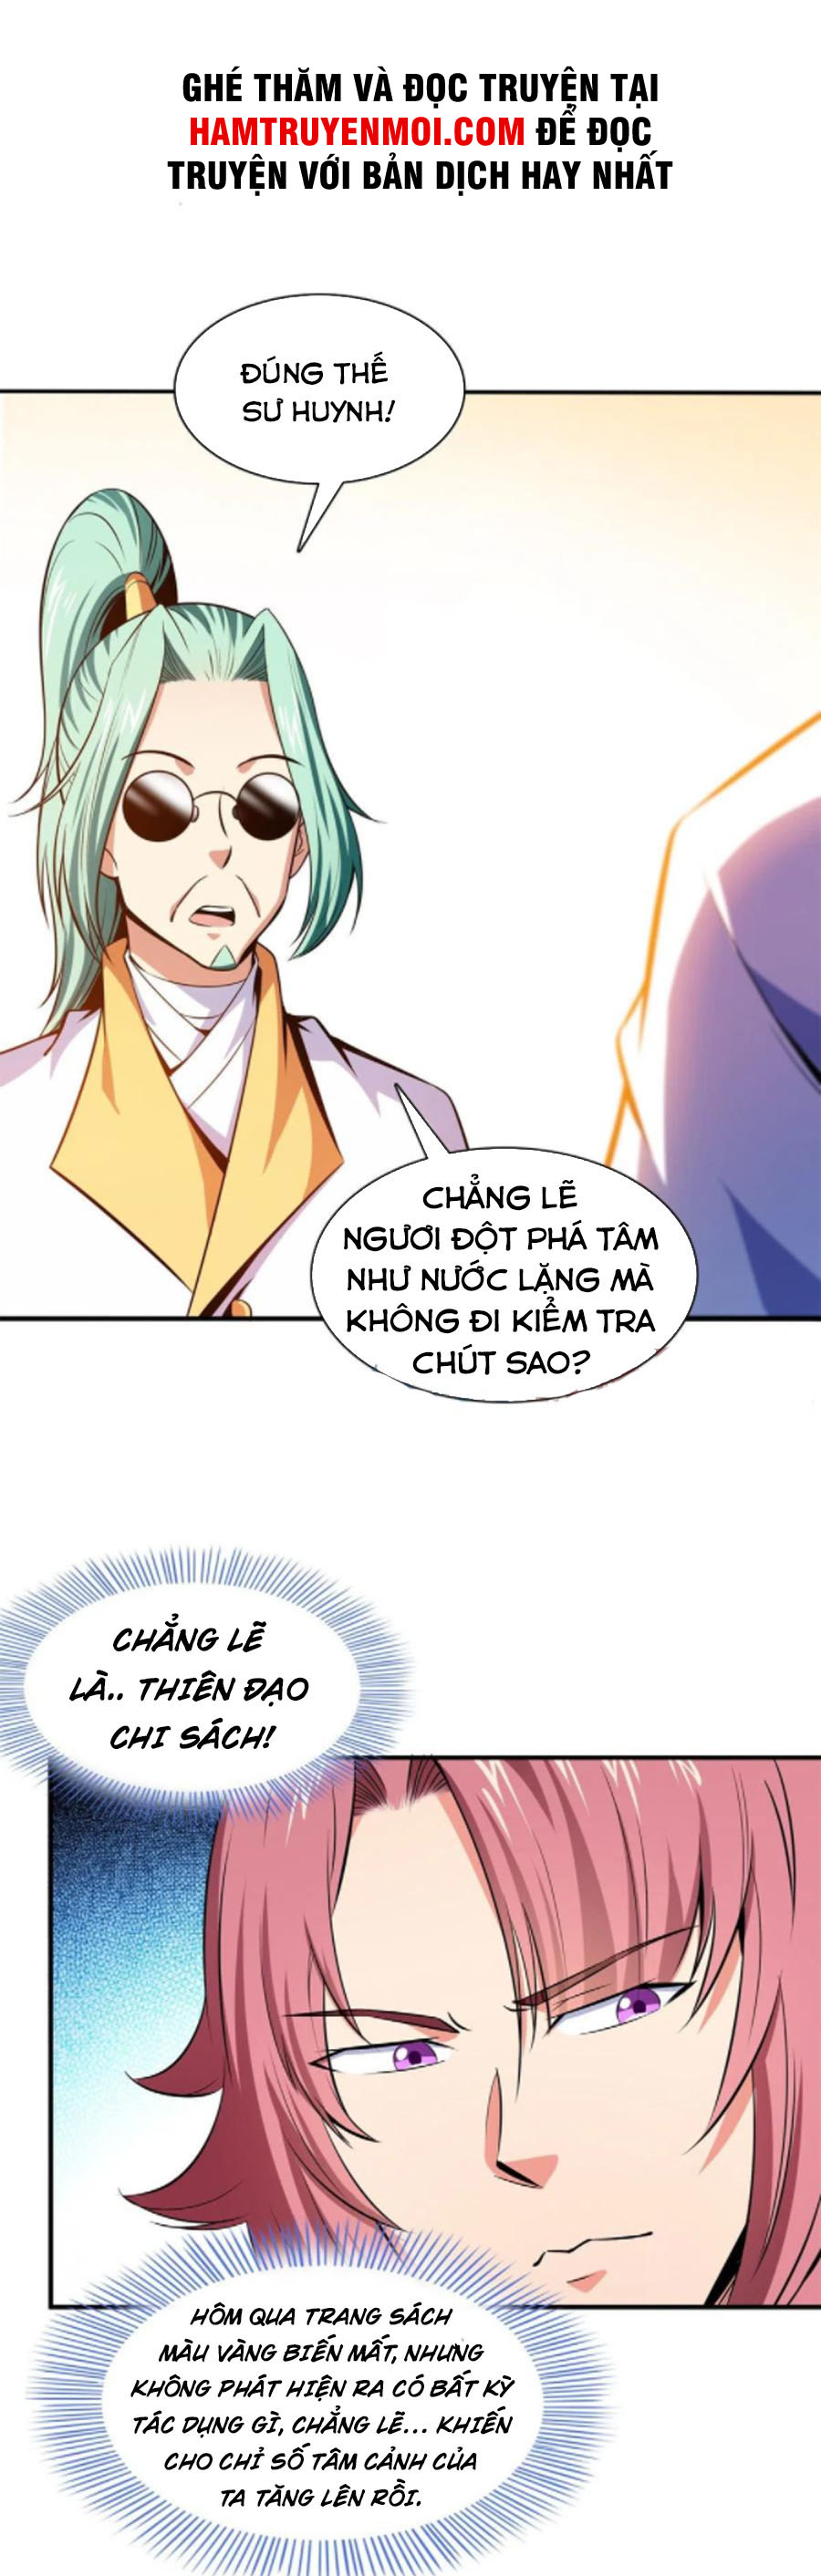 GHÉ THĂM VÀ ĐỌC TRUYỆN TẠI
HAMTRUYENMOI.COM ĐỂ ĐỌC
TRUYỆN VỚI BẢN DỊCH HAY NHẤT
ĐÚNG THẾ
SƯ HUYNH!
CHẲNG LẼ
NGƯƠI ĐỘT PHÁ TÂM
NHƯ NƯỚC LẶNG MÀ
KHÔNG ĐI KIỂM TRA
CHÚT SAO?
CHẲNG LẼ
LÀ.. THIÊN ĐẠO
CHI SÁCH!
HÔM QUA TRANG SÁCH
MÀU VÀNG BIẾN MẤT, NHƯNG
KHÔNG PHÁT HIỆN RA CÓ BẤT KỲ
TÁC DỤNG GÌ, CHẲNG LẼ... KHIẾN
CHO CHỈ SỐ TÂM CẢNH CỦA
TA TĂNG LÊN RỒI.